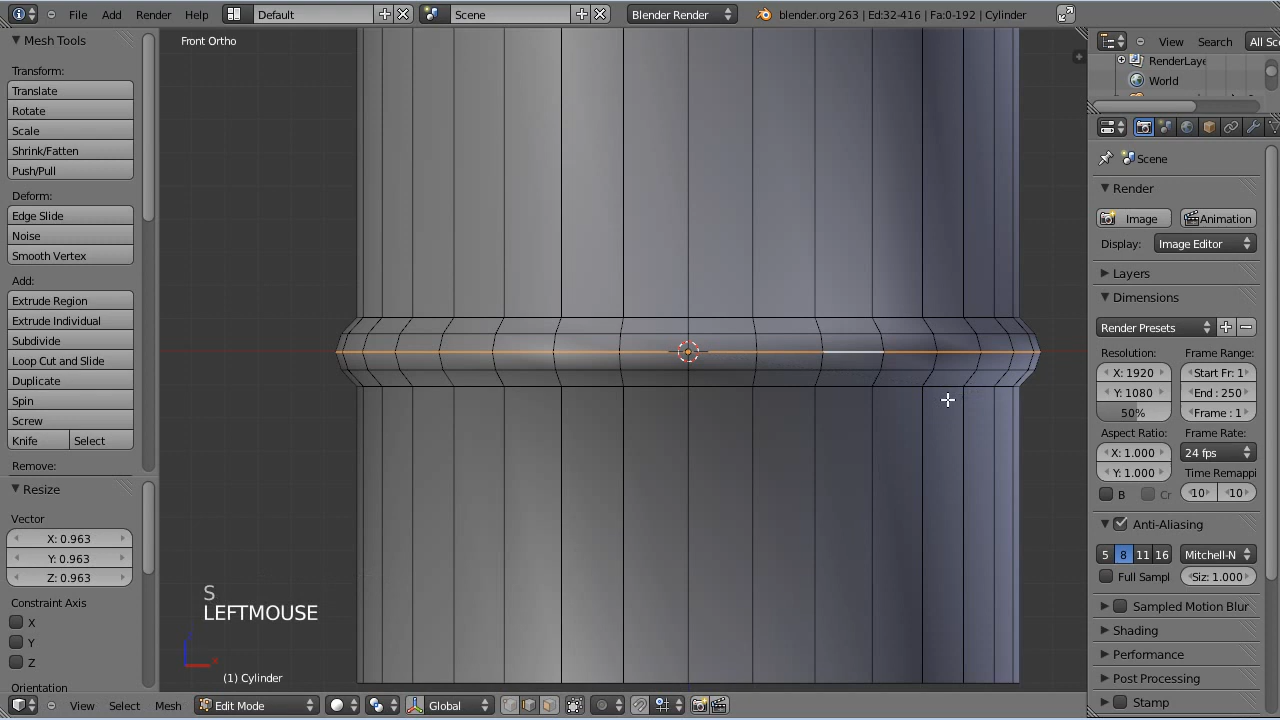 File Add Render Help Default Scene Blender Render blender.org 263 | Ed:32-416 | Fa:0-192 | Cylinder
Mesh Tools
Transform:
Translate
Rotate
Scale
Shrink/Fatten
Push/Pull
Deform:
Edge Slide
Noise
Smooth Vertex
Add:
Extrude Region
Extrude Individual
Subdivide
Loop Cut and Slide
Duplicate
Spin
Screw
Knife Select
Remove:
Resize
Vector
X: 0.963
Y: 0.963
Z: 0.963
Constraint Axis
X
Y
Z
Orientation
Front Ortho
S
LEFTMOUSE
(1) Cylinder
View Select Mesh Edit Mode Global
View Search All Sc
RenderLaye
World
Scene
Render
Image Animation
Display: Image Editor
Layers
Dimensions
Render Presets
Resolution: Frame Range:
X: 1920 Start Fr: 1
Y: 1080 End : 250
50% Frame : 1
Aspect Ratio: Frame Rate:
X: 1.000 24 fps
Y: 1.000 Time Remappi
B Cr 10 10
Anti-Aliasing
5 8 11 16 Mitchell-N
Full Sampl Siz: 1.000
Sampled Motion Blur
Shading
Performance
Post Processing
Stamp